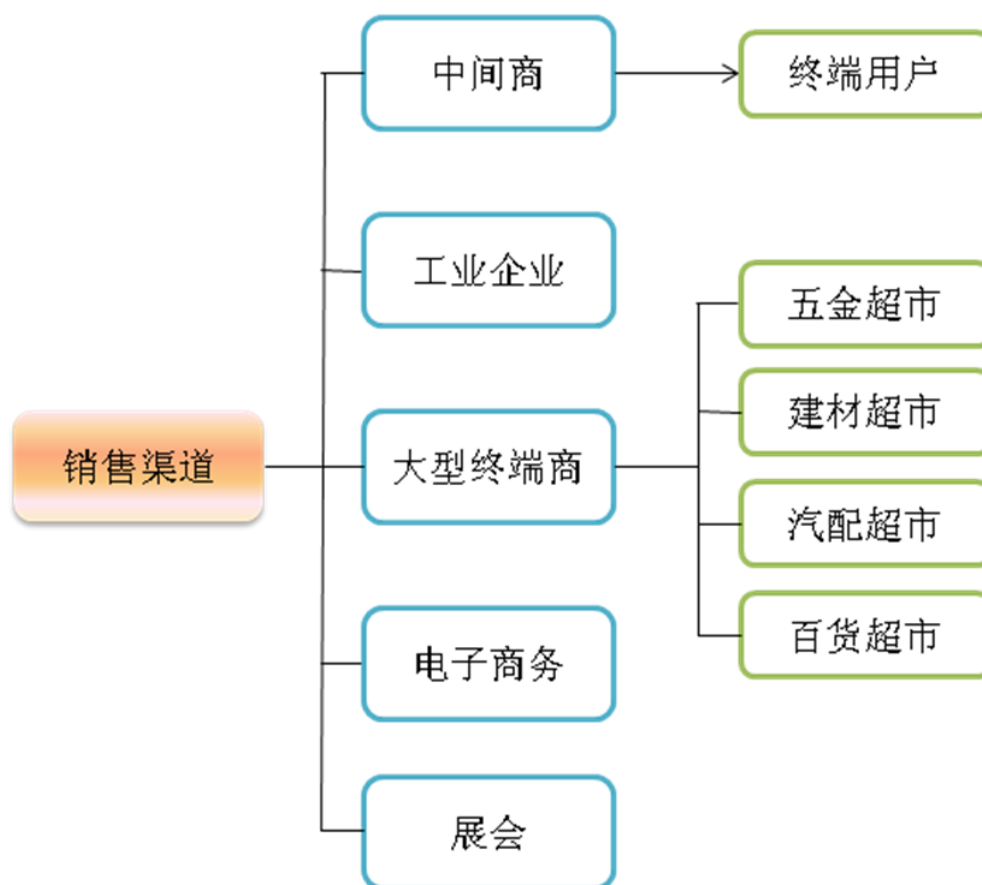 中间商
终端用户
工业企业
五金超市
建材超市
销售渠道
大型终端商
汽配超市
电子商务
百货超市
展会